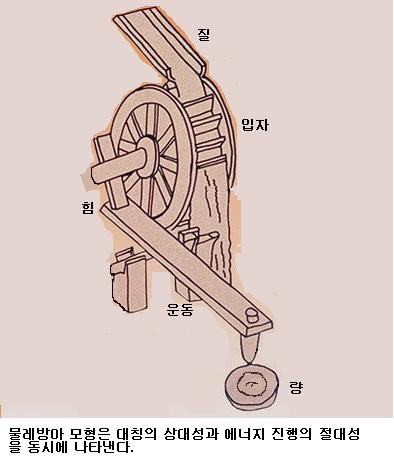 질
입자
힘
운동
량
물레방아 모형은 대칭의 상대성과 에너지 진행의 절대성
을 동시에 나타낸다.